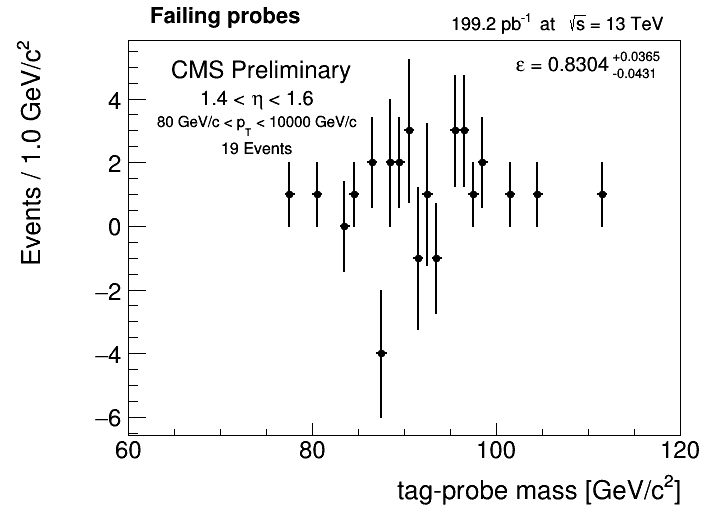 Failing probes
199.2 pb⁻¹ at √s = 13 TeV
CMS Preliminary
1.4 < η < 1.6
80 GeV/c < p_T < 10000 GeV/c
19 Events
ε = 0.8304 +0.0365 -0.0431
Events / 1.0 GeV/c²
4
2
0
−2
−4
−6
60 80 100 120
tag-probe mass [GeV/c²]